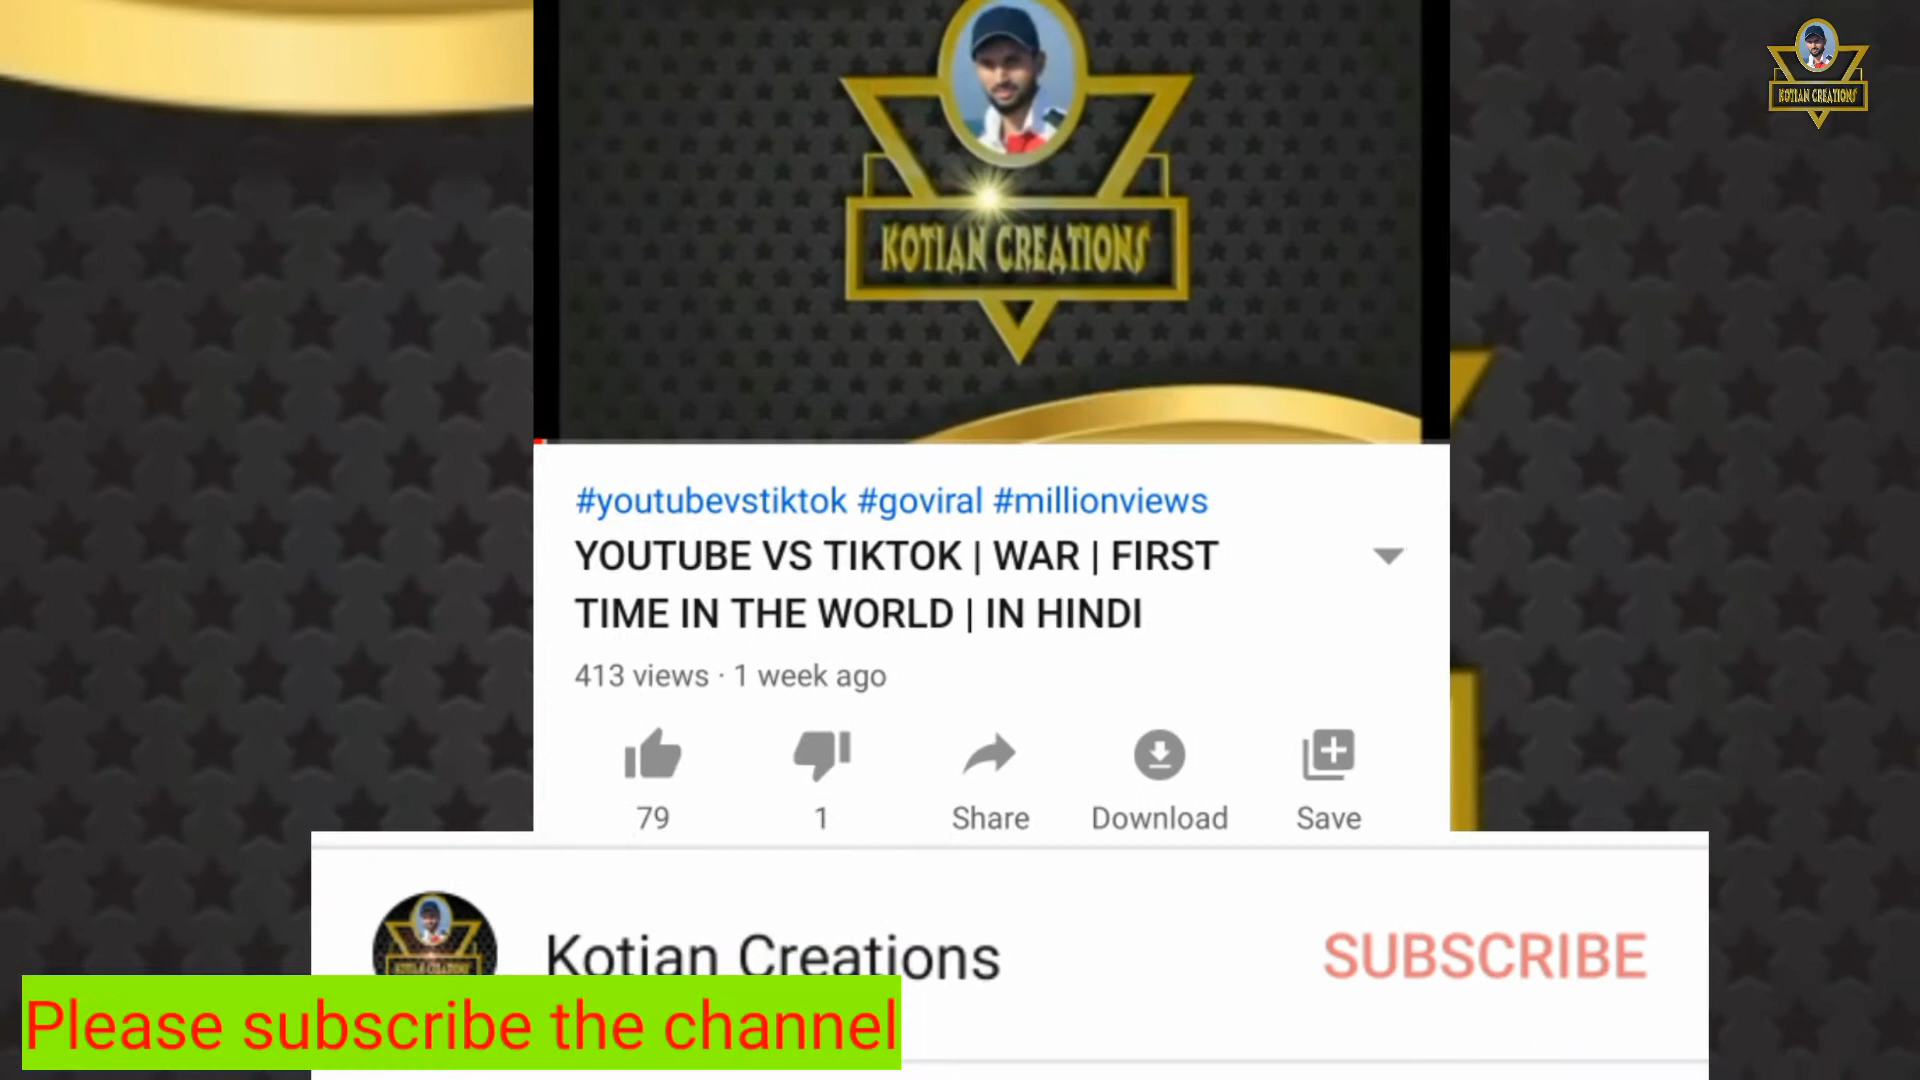 KOTIAN CREATIONS
KOTIAN CREATIONS
#youtubevstiktok #goviral #millionviews
YOUTUBE VS TIKTOK | WAR | FIRST
TIME IN THE WORLD | IN HINDI
413 views · 1 week ago
79
1
Share
Download
Save
Kotian Creations
SUBSCRIBE
Please subscribe the channel